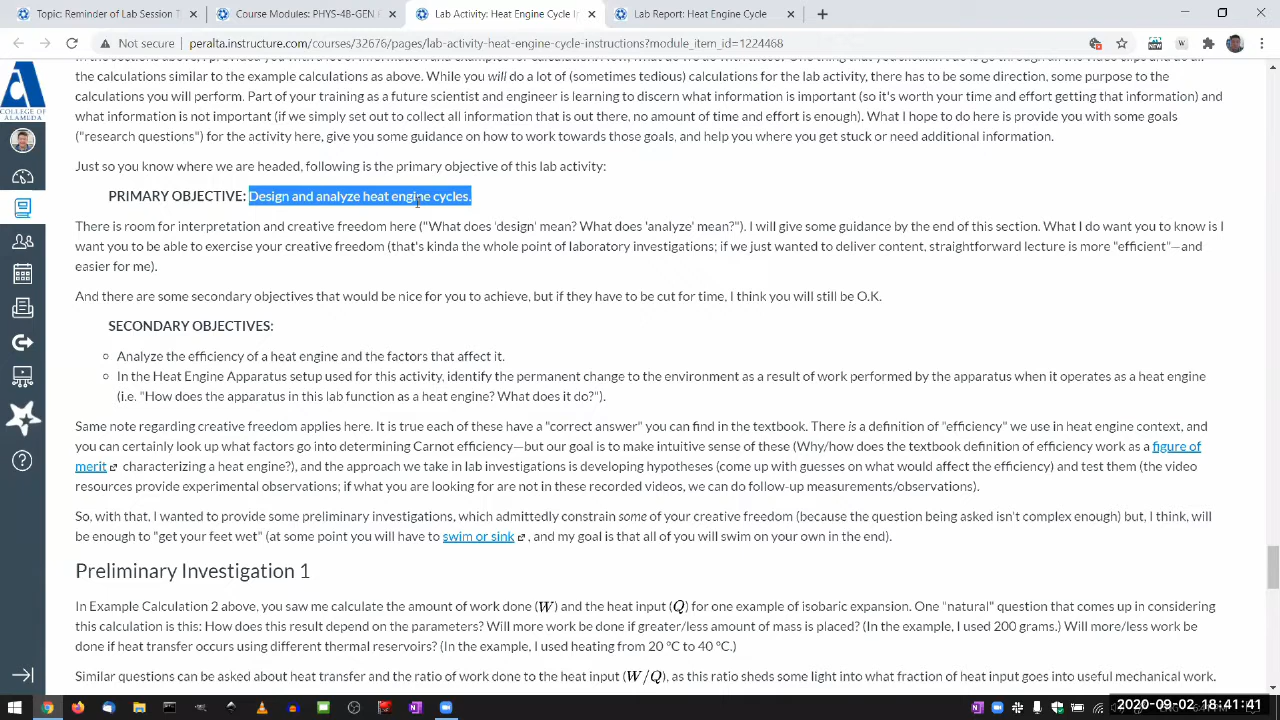 Topic: Reminder of Lab Session T
Course Modules: PHYS-4B-GEN
Lab Activity: Heat Engine Cycle I
Lab Report: Heat Engine Cycle
Not secure
peralta.instructure.com/courses/32676/pages/lab-activity-heat-engine-cycle-instructions?module_item_id=1224468
the calculations similar to the example calculations as above. While you will do a lot of (sometimes tedious) calculations for the lab activity, there has to be some direction, some purpose to the
calculations you will perform. Part of your training as a future scientist and engineer is learning to discern what information is important (so it's worth your time and effort getting that information) and
what information is not important (if we simply set out to collect all information that is out there, no amount of time and effort is enough). What I hope to do here is provide you with some goals
("research questions") for the activity here, give you some guidance on how to work towards those goals, and help you where you get stuck or need additional information.
Just so you know where we are headed, following is the primary objective of this lab activity:
PRIMARY OBJECTIVE: Design and analyze heat engine cycles.
There is room for interpretation and creative freedom here ("What does 'design' mean? What does 'analyze' mean?"). I will give some guidance by the end of this section. What I do want you to know is I
want you to be able to exercise your creative freedom (that's kinda the whole point of laboratory investigations; if we just wanted to deliver content, straightforward lecture is more "efficient"—and
easier for me).
And there are some secondary objectives that would be nice for you to achieve, but if they have to be cut for time, I think you will still be O.K.
SECONDARY OBJECTIVES:
Analyze the efficiency of a heat engine and the factors that affect it.
In the Heat Engine Apparatus setup used for this activity, identify the permanent change to the environment as a result of work performed by the apparatus when it operates as a heat engine
(i.e. "How does the apparatus in this lab function as a heat engine? What does it do?").
Same note regarding creative freedom applies here. It is true each of these have a "correct answer" you can find in the textbook. There is a definition of "efficiency" we use in heat engine context, and
you can certainly look up what factors go into determining Carnot efficiency—but our goal is to make intuitive sense of these (Why/how does the textbook definition of efficiency work as a figure of
merit characterizing a heat engine?), and the approach we take in lab investigations is developing hypotheses (come up with guesses on what would affect the efficiency) and test them (the video
resources provide experimental observations; if what you are looking for are not in these recorded videos, we can do follow-up measurements/observations).
So, with that, I wanted to provide some preliminary investigations, which admittedly constrain some of your creative freedom (because the question being asked isn't complex enough) but, I think, will
be enough to "get your feet wet" (at some point you will have to swim or sink , and my goal is that all of you will swim on your own in the end).
Preliminary Investigation 1
In Example Calculation 2 above, you saw me calculate the amount of work done (W) and the heat input (Q) for one example of isobaric expansion. One "natural" question that comes up in considering
this calculation is this: How does this result depend on the parameters? Will more work be done if greater/less amount of mass is placed? (In the example, I used 200 grams.) Will more/less work be
done if heat transfer occurs using different thermal reservoirs? (In the example, I used heating from 20 °C to 40 °C.)
Similar questions can be asked about heat transfer and the ratio of work done to the heat input (W/Q), as this ratio sheds some light into what fraction of heat input goes into useful mechanical work.
2020-09-02 18:41:41